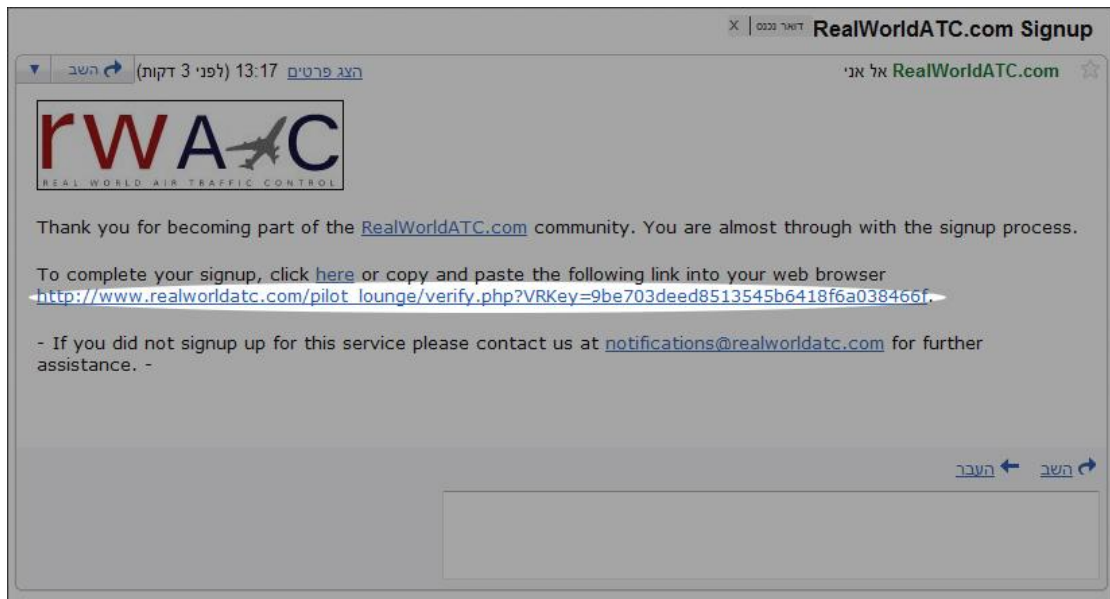 RealWorldATC.com Signup דואר נכנס | X
RealWorldATC.com אל אני
הצג פרטים 13:17 (לפני 3 דקות) השב
rWATC
REAL WORLD AIR TRAFFIC CONTROL
Thank you for becoming part of the RealWorldATC.com community. You are almost through with the signup process.
To complete your signup, click here or copy and paste the following link into your web browser
http://www.realworldatc.com/pilot_lounge/verify.php?VRKey=9be703deed8513545b6418f6a038466f.
- If you did not signup up for this service please contact us at notifications@realworldatc.com for further
assistance. -
השב העבר